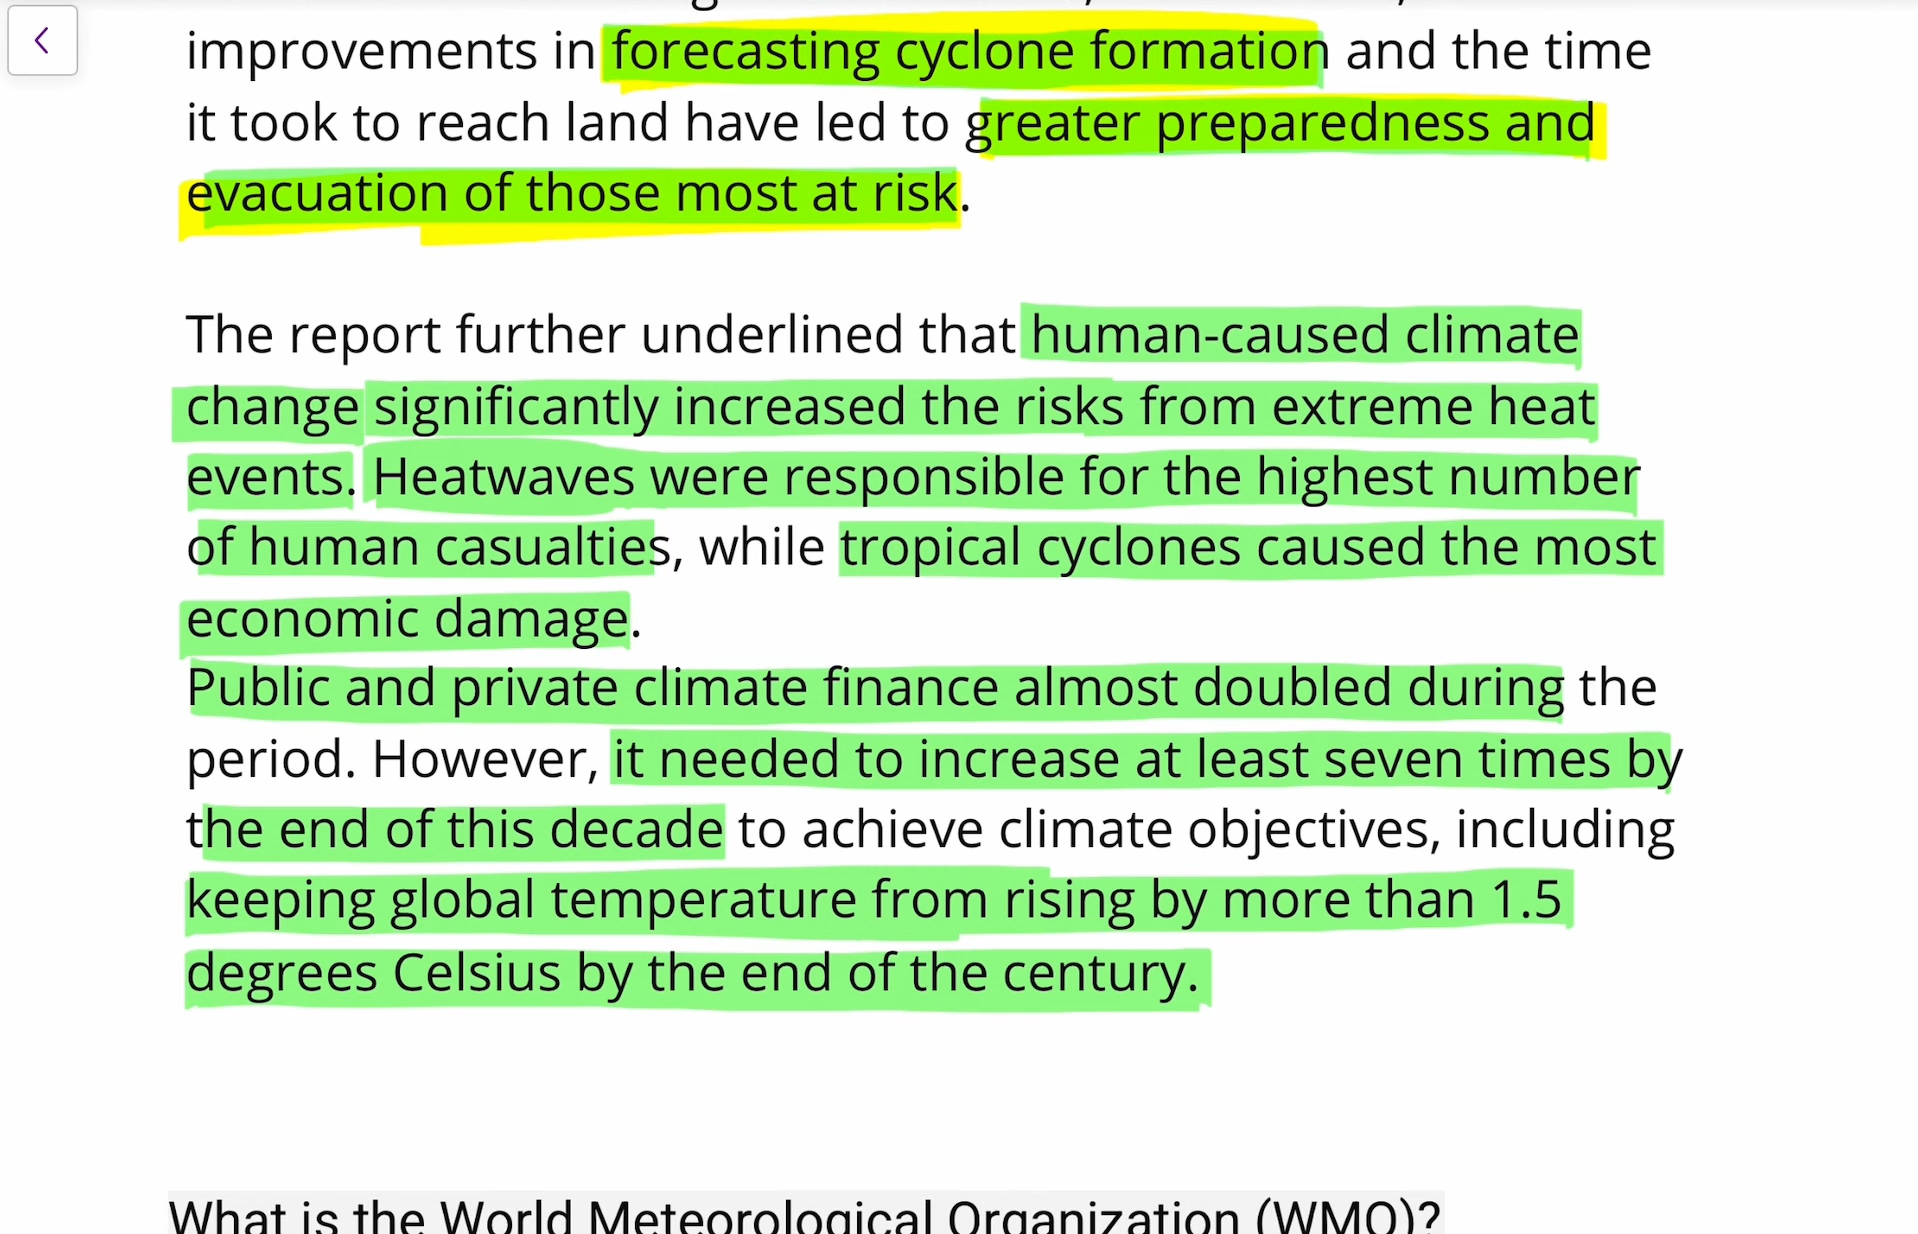 improvements in forecasting cyclone formation and the time
it took to reach land have led to greater preparedness and
evacuation of those most at risk.
The report further underlined that human-caused climate
change significantly increased the risks from extreme heat
events. Heatwaves were responsible for the highest number
of human casualties, while tropical cyclones caused the most
economic damage.
Public and private climate finance almost doubled during the
period. However, it needed to increase at least seven times by
the end of this decade to achieve climate objectives, including
keeping global temperature from rising by more than 1.5
degrees Celsius by the end of the century.
What is the World Meteorological Organization (WMO)?